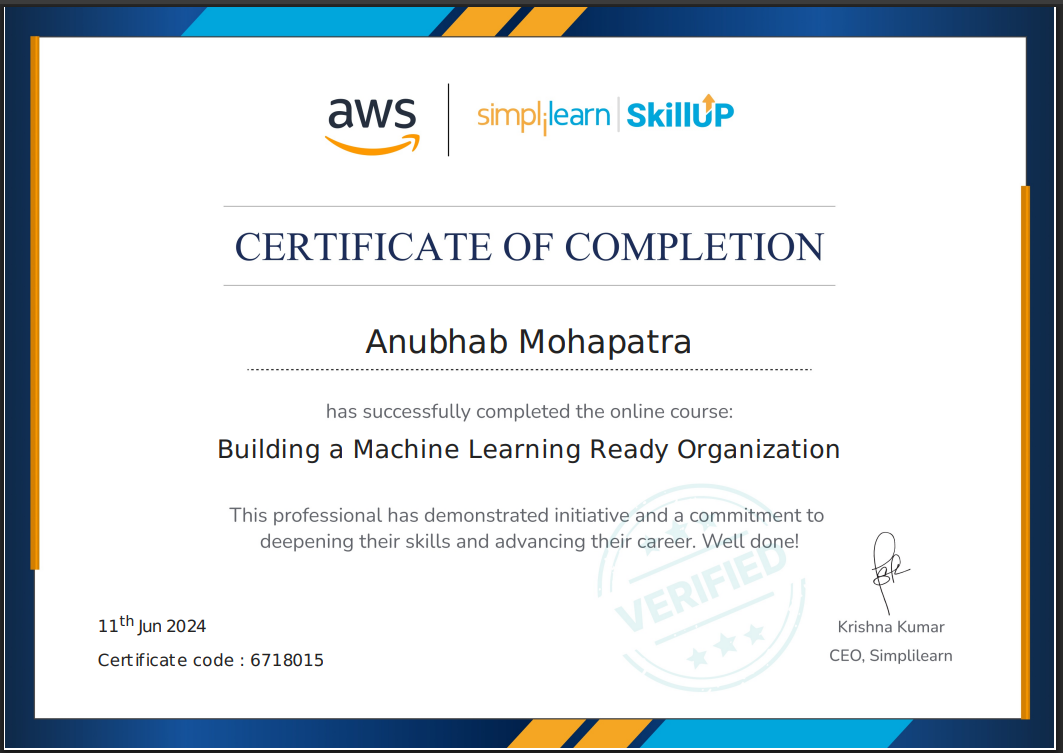 aws
simplilearn | SkillUP
CERTIFICATE OF COMPLETION
Anubhab Mohapatra
has successfully completed the online course:
Building a Machine Learning Ready Organization
This professional has demonstrated initiative and a commitment to
deepening their skills and advancing their career. Well done!
VERIFIED
11th Jun 2024
Certificate code : 6718015
Krishna Kumar
CEO, Simplilearn